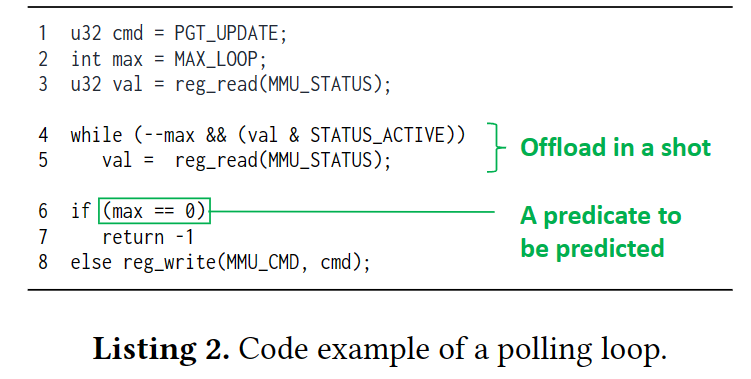 1 u32 cmd = PGT_UPDATE;
2 int max = MAX_LOOP;
3 u32 val = reg_read(MMU_STATUS);
4 while (--max && (val & STATUS_ACTIVE))
5 val = reg_read(MMU_STATUS);
Offload in a shot
6 if (max == 0)
7 return -1
8 else reg_write(MMU_CMD, cmd);
A predicate to
be predicted
Listing 2. Code example of a polling loop.